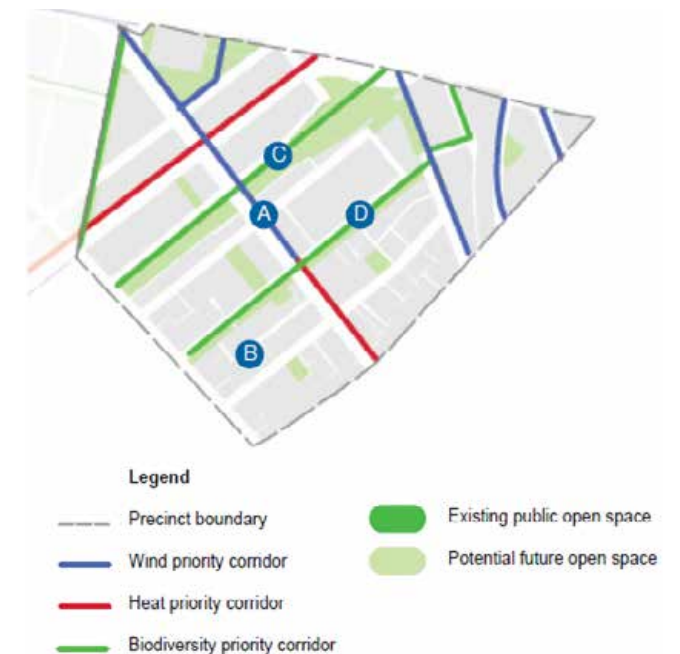 C
A
D
B
Legend
Precinct boundary
Wind priority corridor
Heat priority corridor
Biodiversity priority corridor
Existing public open space
Potential future open space